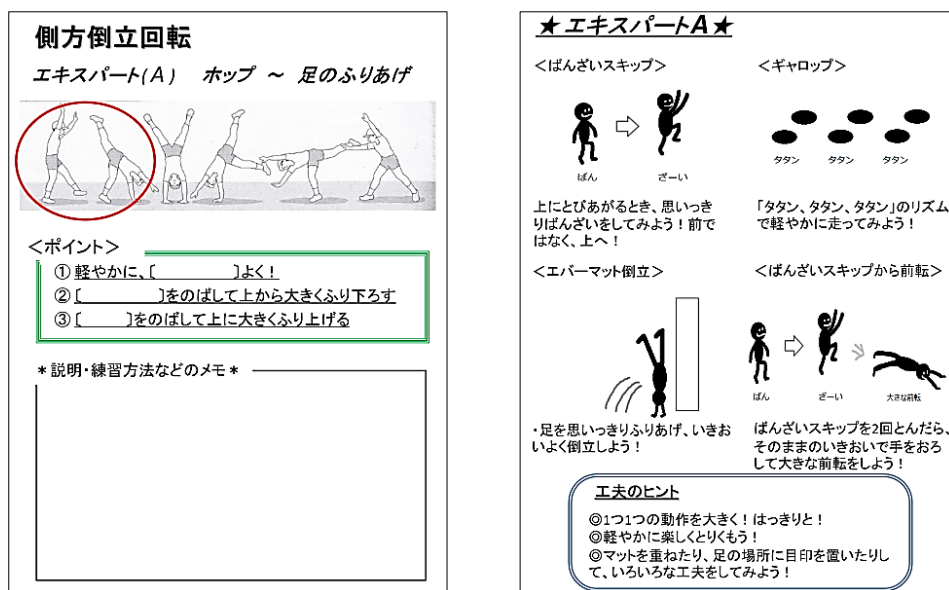 側方倒立回転
エキスパート(A)　ホップ ～ 足のふりあげ
＜ポイント＞
① 軽やかに、[　　　　　]よく！
② [　　　　　]をのばして上から大きくふり下ろす
③ [　　　]をのばして上に大きくふり上げる
＊説明・練習方法などのメモ＊
★エキスパートA★
＜ばんざいスキップ＞
ばん
ざーい
上にとびあがるとき、思いっき
りばんざいをしてみよう！前で
はなく、上へ！
＜ギャロップ＞
タタン　タタン　タタン
「タタン、タタン、タタン」のリズム
で軽やかに走ってみよう！
＜エバーマット倒立＞
・足を思いっきりふりあげ、いきお
いよく倒立しよう！
＜ばんざいスキップから前転＞
ばん
ざーい
大きな前転
ばんざいスキップを2回とんだら、
そのままのいきおいで手をおろ
して大きな前転をしよう！
工夫のヒント
◎1つ1つの動作を大きく！はっきりと！
◎軽やかに楽しくとりくもう！
◎マットを重ねたり、足の場所に目印を置いたりし
て、いろいろな工夫をしてみよう！